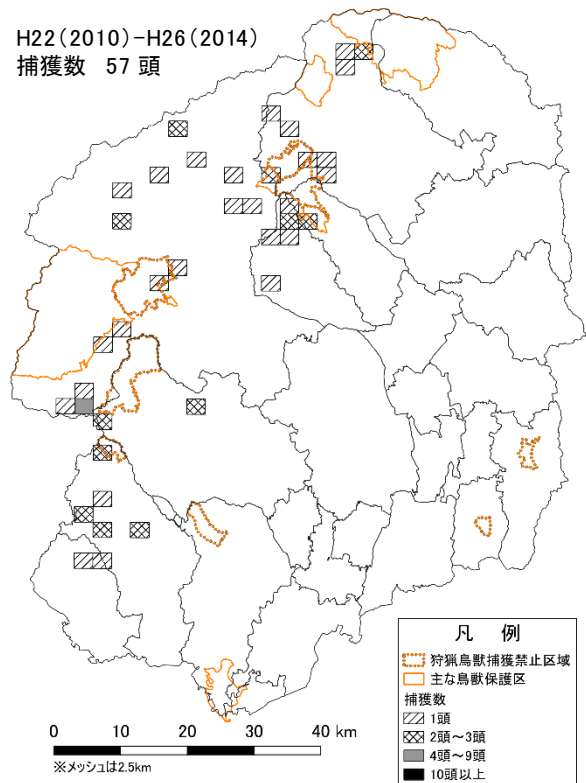 H22(2010)-H26(2014)
捕獲数 57 頭
凡 例
狩猟鳥獣捕獲禁止区域
主な鳥獣保護区
捕獲数
1頭
2頭～3頭
4頭～9頭
10頭以上
0 10 20 30 40 km
※メッシュは2.5km